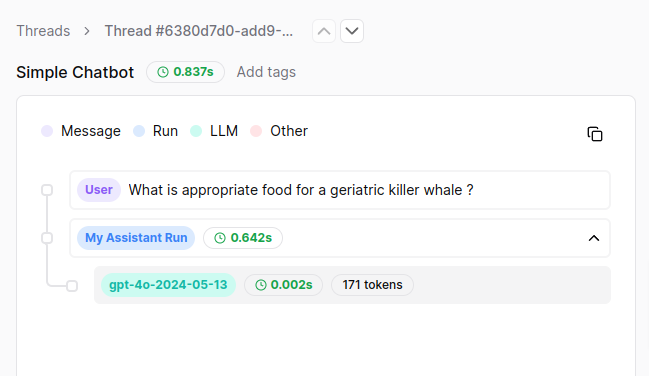 Threads > Thread #6380d7d0-add9-...
Simple Chatbot 0.837s Add tags
Message Run LLM Other
User What is appropriate food for a geriatric killer whale ?
My Assistant Run 0.642s
gpt-4o-2024-05-13 0.002s 171 tokens